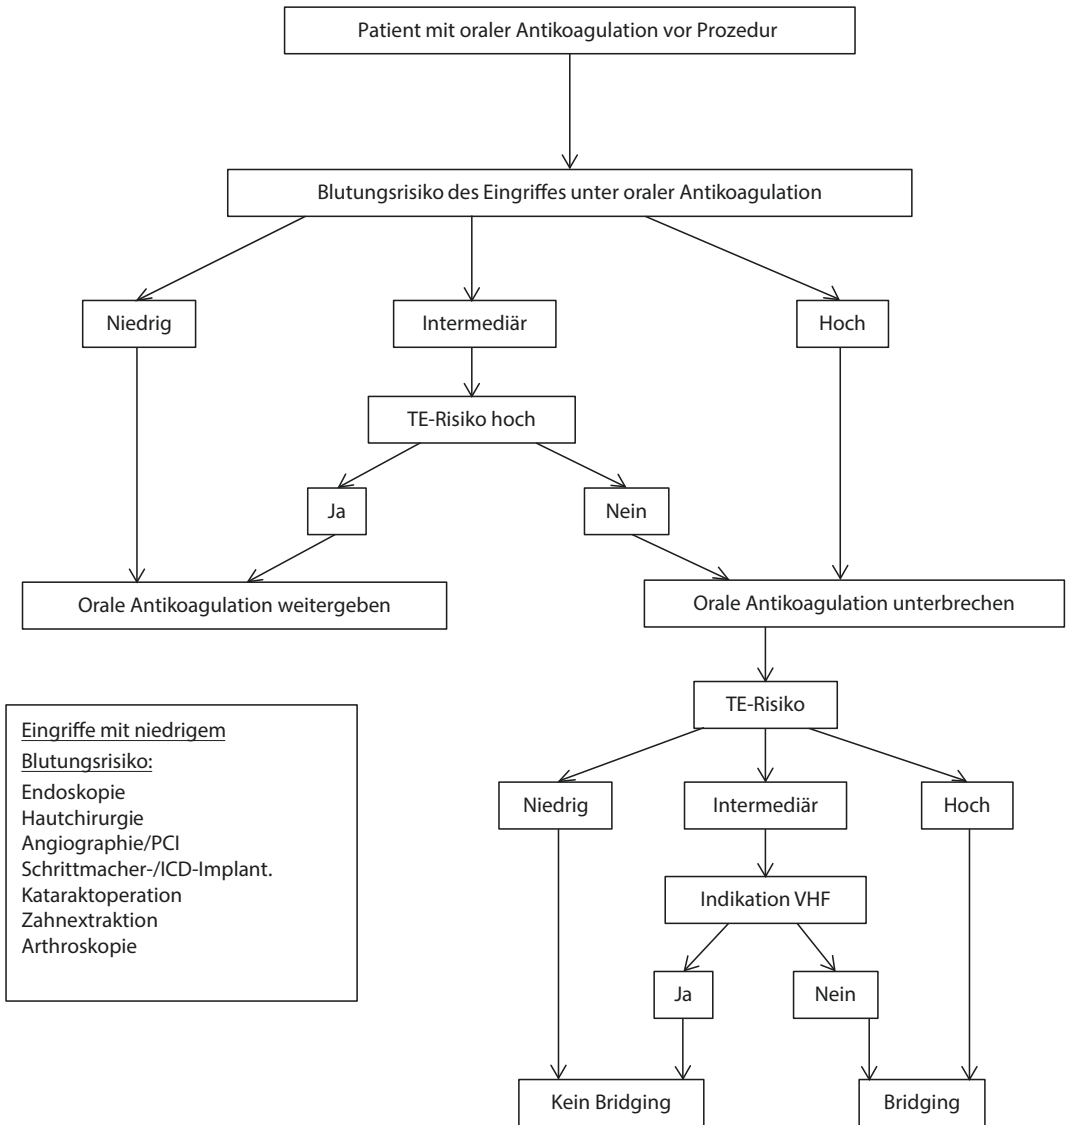 Patient mit oraler Antikoagulation vor Prozedur
Blutungsrisiko des Eingriffes unter oraler Antikoagulation
Niedrig
Intermediär
Hoch
TE-Risiko hoch
Ja
Nein
Orale Antikoagulation weitergeben
Orale Antikoagulation unterbrechen
TE-Risiko
Eingriffe mit niedrigem
Blutungsrisiko:
Endoskopie
Hautchirurgie
Angiographie/PCI
Schrittmacher-/ICD-Implant.
Kataraktoperation
Zahnextraktion
Arthroskopie
Niedrig
Intermediär
Hoch
Indikation VHF
Ja
Nein
Kein Bridging
Bridging